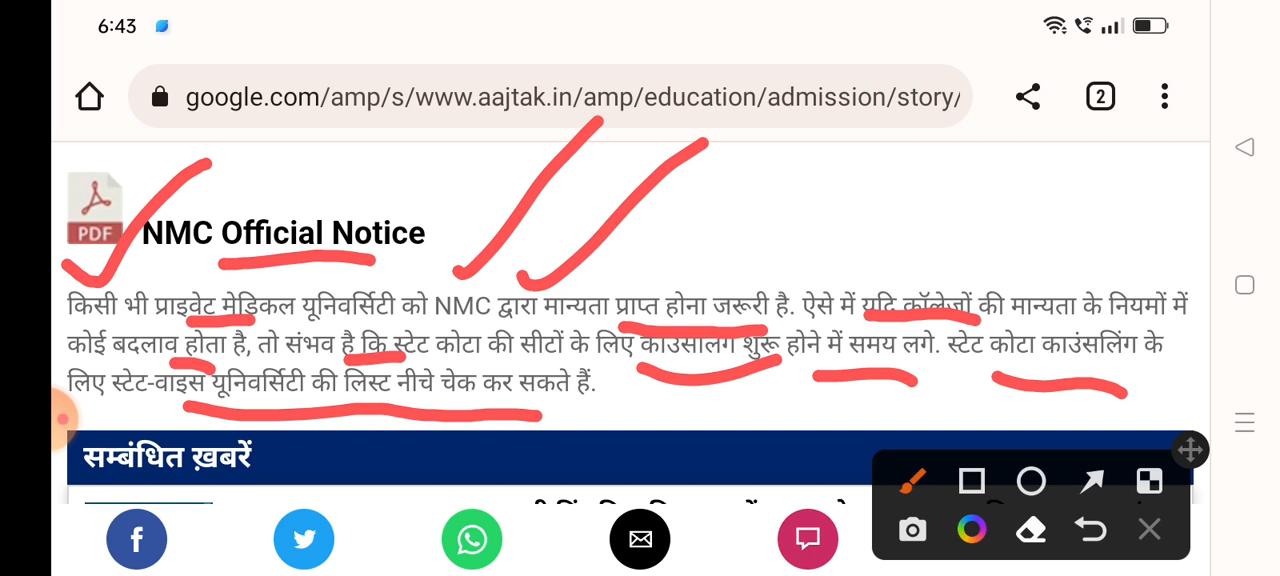 6:43
google.com/amp/s/www.aajtak.in/amp/education/admission/story/
2
PDF
NMC Official Notice
किसी भी प्राइवेट मेडिकल यूनिवर्सिटी को NMC द्वारा मान्यता प्राप्त होना जरूरी है. ऐसे में यदि कॉलेजों की मान्यता के नियमों में
कोई बदलाव होता है, तो संभव है कि स्टेट कोटा की सीटों के लिए काउंसलिंग शुरू होने में समय लगे. स्टेट कोटा काउंसलिंग के
लिए स्टेट-वाइस यूनिवर्सिटी की लिस्ट नीचे चेक कर सकते हैं.
सम्बंधित ख़बरें